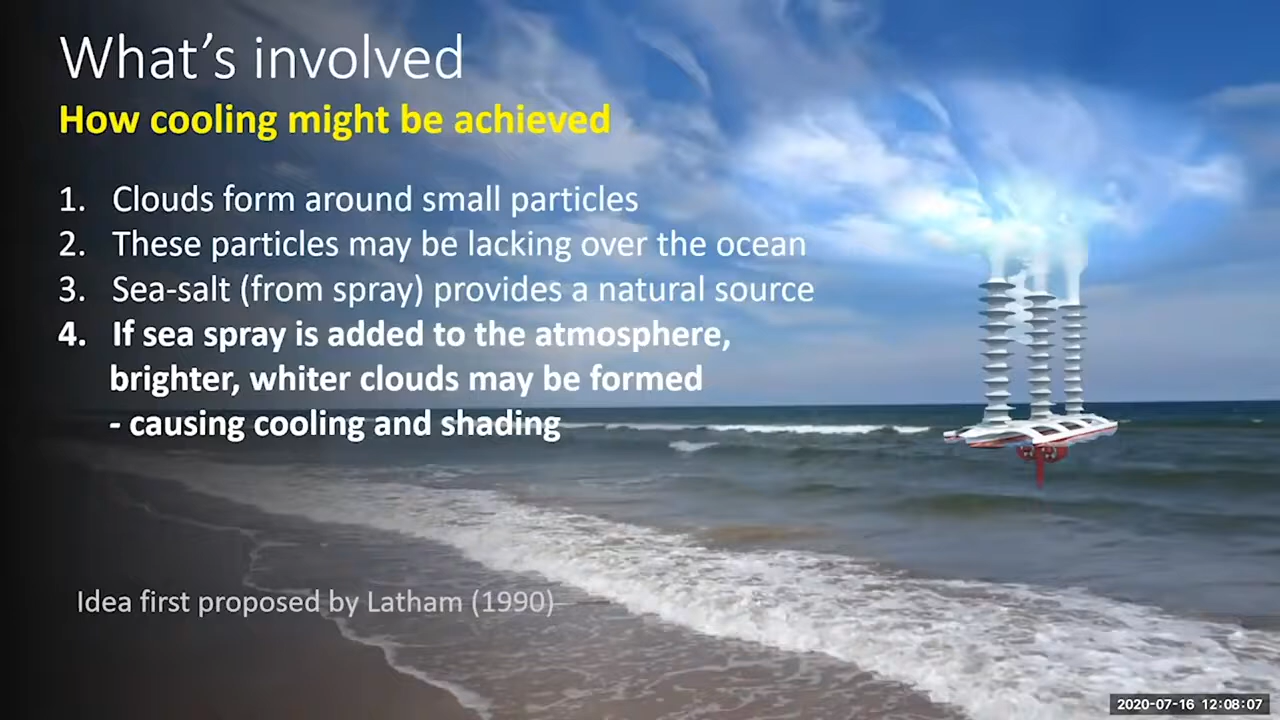 What's involved
How cooling might be achieved
1. Clouds form around small particles
2. These particles may be lacking over the ocean
3. Sea-salt (from spray) provides a natural source
4. If sea spray is added to the atmosphere,
brighter, whiter clouds may be formed
- causing cooling and shading
Idea first proposed by Latham (1990)
2020-07-16 12:08:07